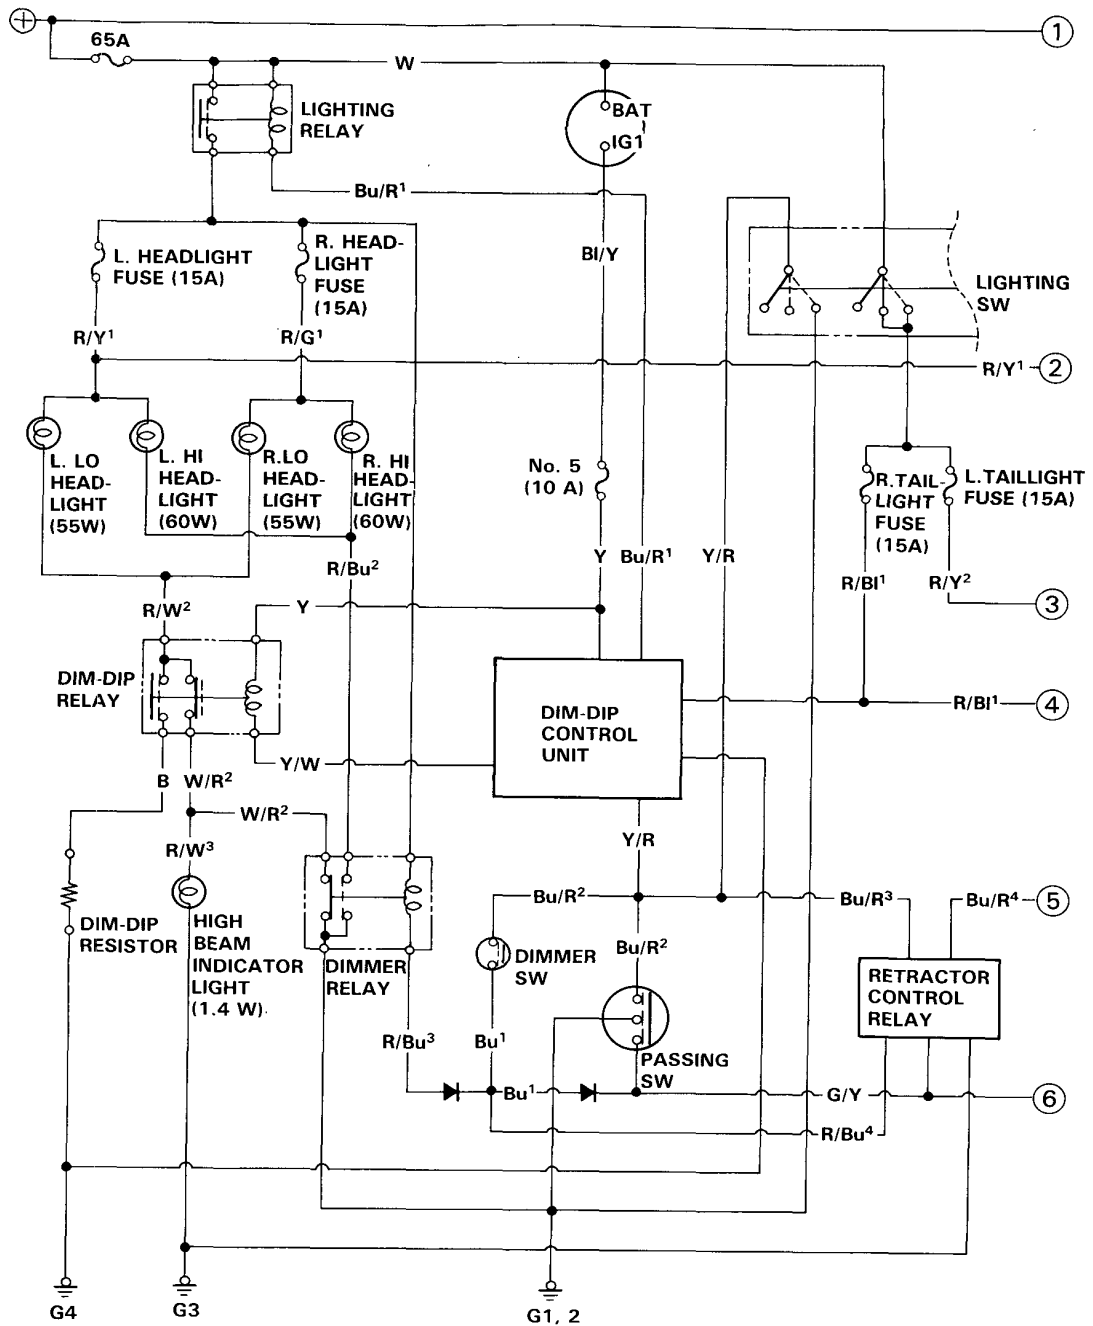 +
1
65A
W
LIGHTING
RELAY
BAT
IG1
Bu/R1
L. HEADLIGHT
FUSE (15A)
R. HEAD-
LIGHT
FUSE
(15A)
Bl/Y
LIGHTING
SW
R/Y1
R/G1
R/Y1
2
L. LO
HEAD-
LIGHT
(55W)
L. HI
HEAD-
LIGHT
(60W)
R.LO
HEAD-
LIGHT
(55W)
R. HI
HEAD-
LIGHT
(60W)
No. 5
(10 A)
R.TAIL-
LIGHT
FUSE
(15A)
L.TAILLIGHT
FUSE (15A)
R/Bu2
Y
Bu/R1
Y/R
R/Bl1
R/Y2
R/W2
Y
3
DIM-DIP
RELAY
DIM-DIP
CONTROL
UNIT
R/Bl1
4
Y/W
B
W/R2
W/R2
Y/R
R/W3
Bu/R2
Bu/R3
Bu/R4
5
DIM-DIP
RESISTOR
HIGH
BEAM
INDICATOR
LIGHT
(1.4 W)
DIMMER
RELAY
DIMMER
SW
Bu/R2
RETRACTOR
CONTROL
RELAY
R/Bu3
Bu1
PASSING
SW
Bu1
G/Y
6
R/Bu4
G4
G3
G1, 2